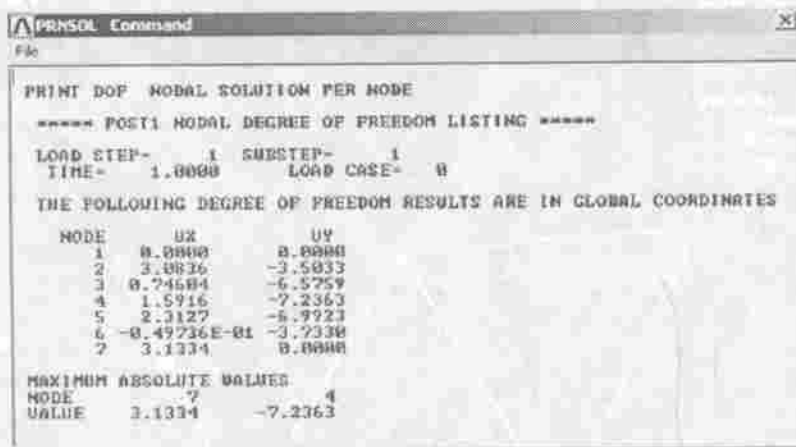 PRNSOL Command
File
PRINT DOF NODAL SOLUTION PER NODE
***** POST1 NODAL DEGREE OF FREEDOM LISTING *****
LOAD STEP= 1 SUBSTEP= 1
TIME= 1.0000 LOAD CASE= 0
THE FOLLOWING DEGREE OF FREEDOM RESULTS ARE IN GLOBAL COORDINATES
NODE UX UY
1 0.0000 0.0000
2 3.0836 -3.5033
3 0.74604 -6.5759
4 1.5916 -7.2363
5 2.3127 -6.9923
6 -0.49736E-01 -3.7330
7 3.1334 0.0000
MAXIMUM ABSOLUTE VALUES
NODE 7 4
VALUE 3.1334 -7.2363